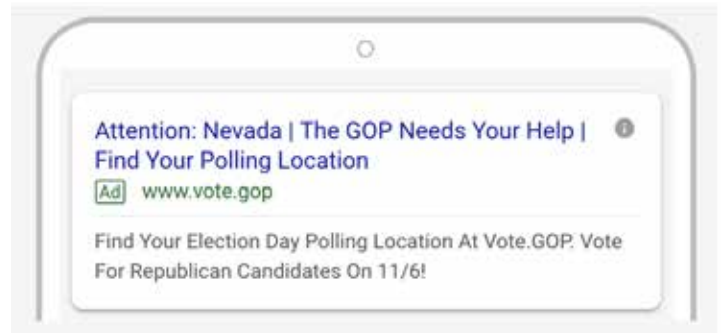 Attention: Nevada | The GOP Needs Your Help |
Find Your Polling Location
Ad www.vote.gop
Find Your Election Day Polling Location At Vote.GOP. Vote
For Republican Candidates On 11/6!